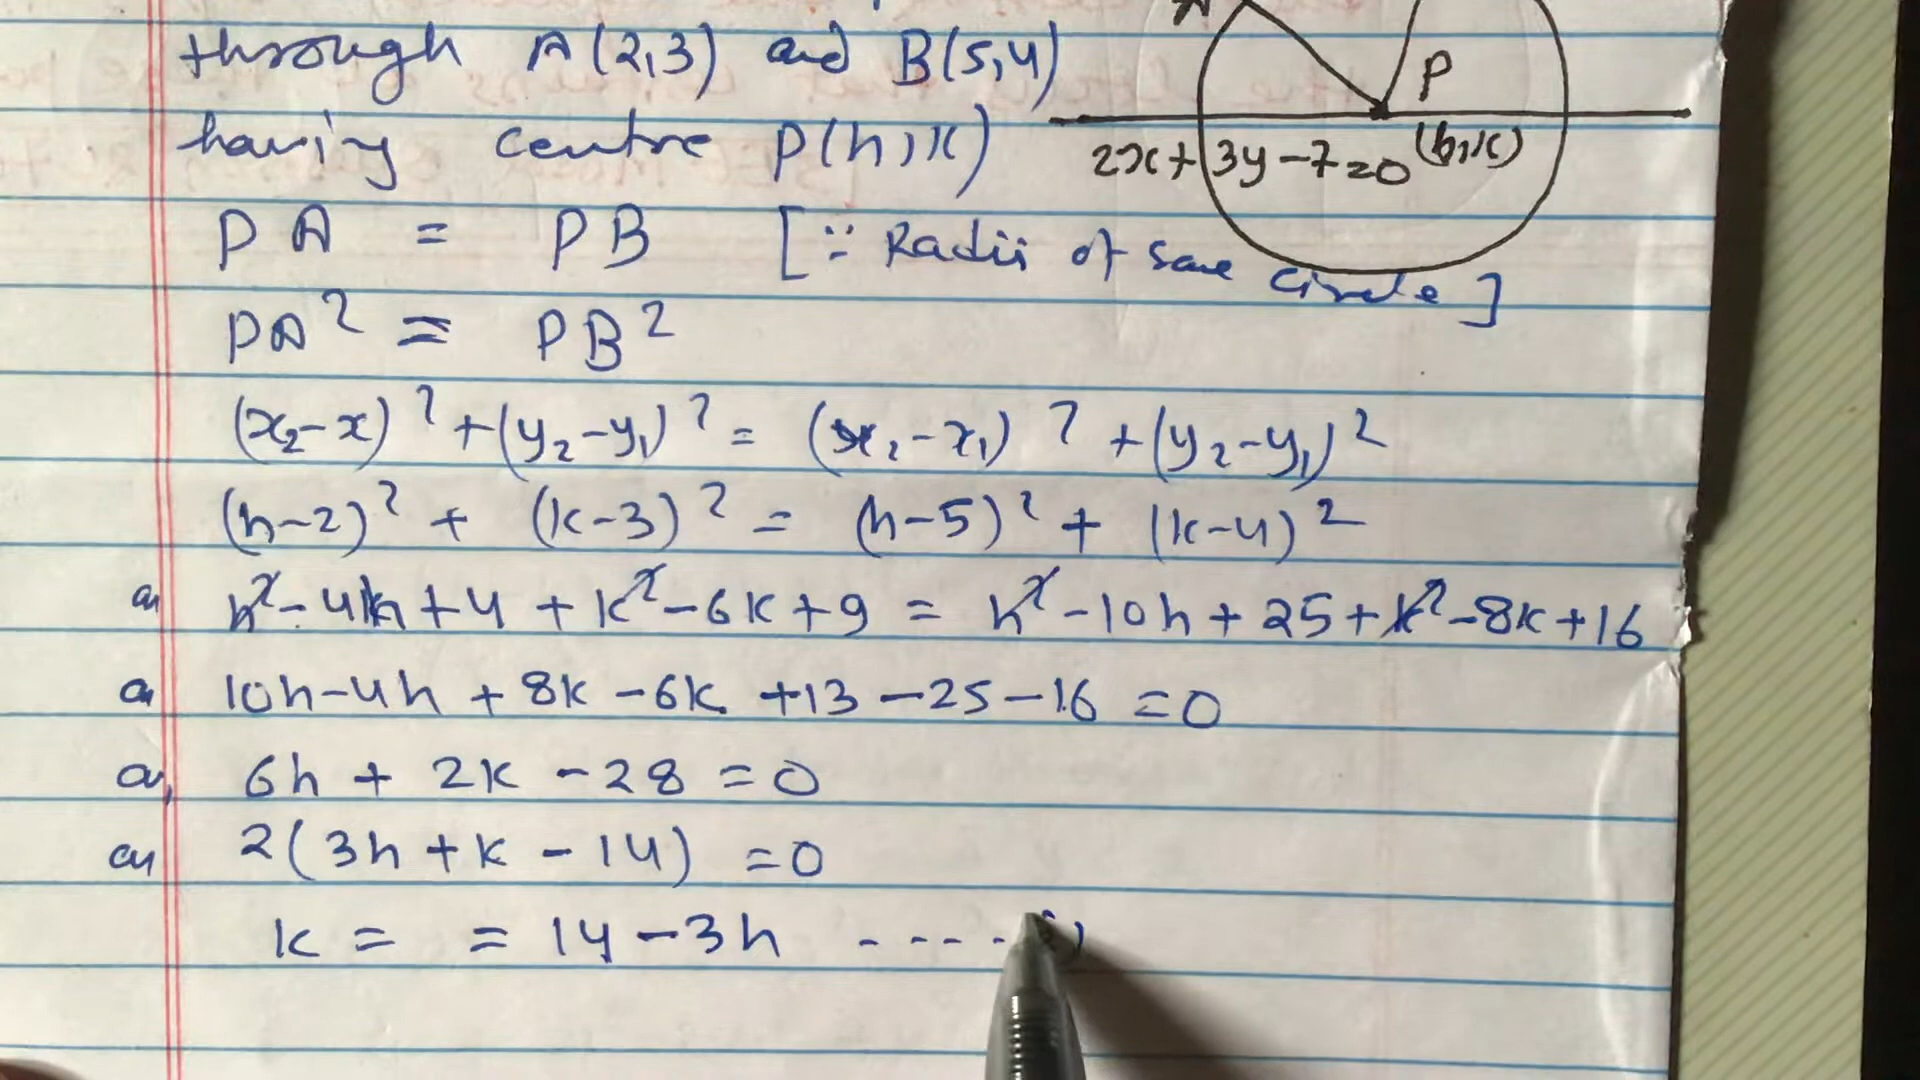 through A(2,3) and B(5,4)
having centre P(h,k)
A
P
(h,k)
2x+3y-7=0
PA = PB [∵ Radii of same circle]
PA² = PB²
(x₂-x)²+(y₂-y₁)² = (x₂-x₁)²+(y₂-y₁)²
(h-2)² + (k-3)² = (h-5)² + (k-4)²
or h²-4h+4+k²-6k+9 = h²-10h+25+k²-8k+16
or 10h-4h+8k-6k+13-25-16=0
or, 6h+2k-28=0
or 2(3h+k-14)=0
k = = 14-3h ----